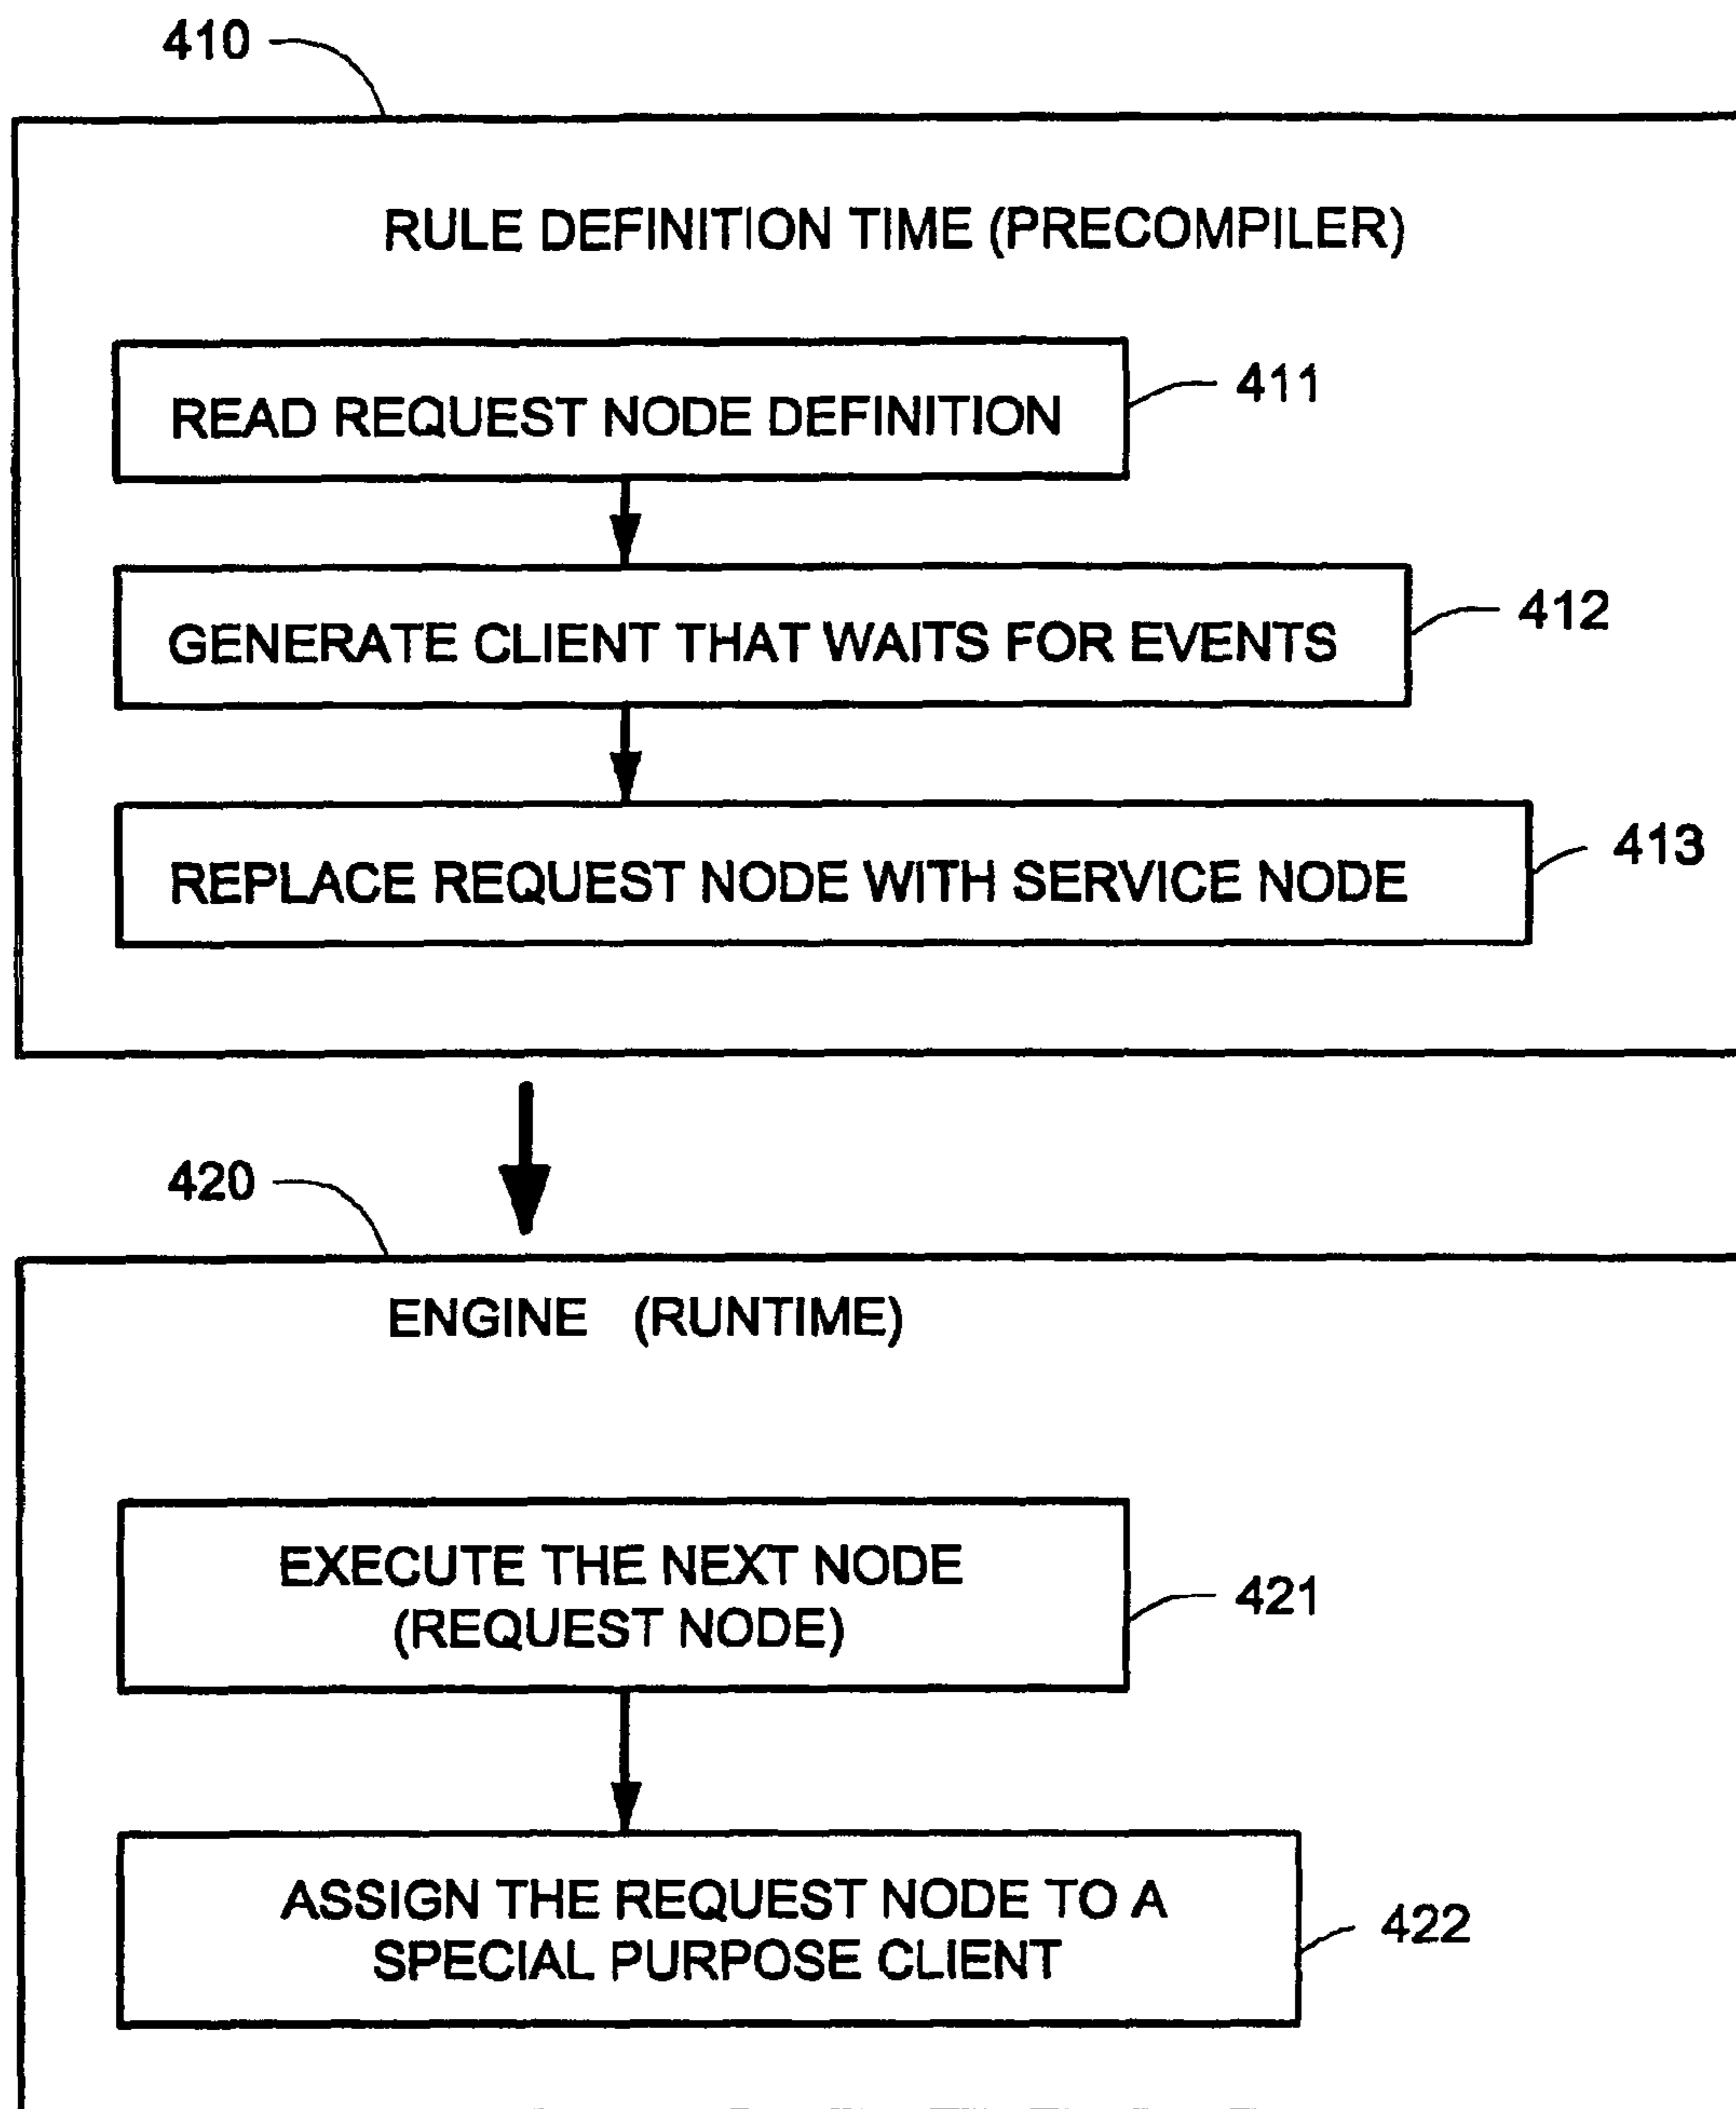 410
RULE DEFINITION TIME (PRECOMPILER)
READ REQUEST NODE DEFINITION
411
GENERATE CLIENT THAT WAITS FOR EVENTS
412
REPLACE REQUEST NODE WITH SERVICE NODE
413
420
ENGINE (RUNTIME)
EXECUTE THE NEXT NODE
(REQUEST NODE)
421
ASSIGN THE REQUEST NODE TO A
SPECIAL PURPOSE CLIENT
422